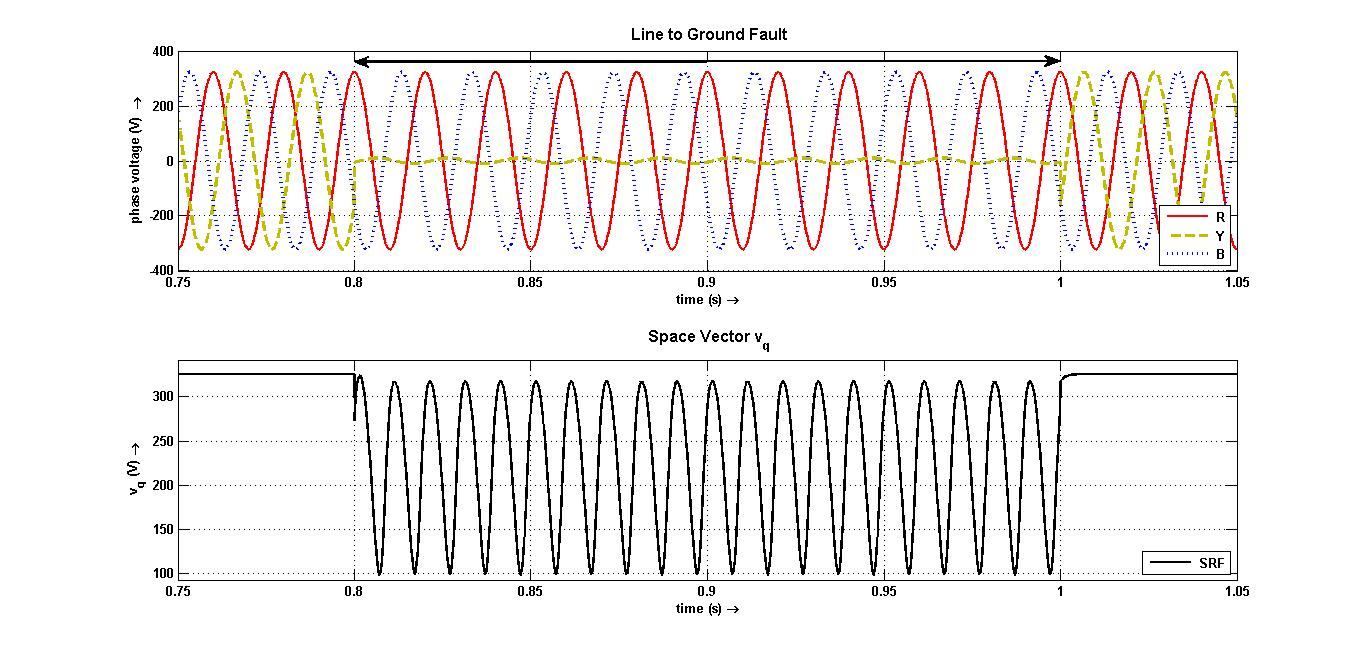 Line to Ground Fault
phase voltage (V) →
400
200
0
-200
-400
R
Y
B
0.75 0.8 0.85 0.9 0.95 1 1.05
time (s) →
Space Vector vq
vq (V) →
300
250
200
150
100
SRF
0.75 0.8 0.85 0.9 0.95 1 1.05
time (s) →